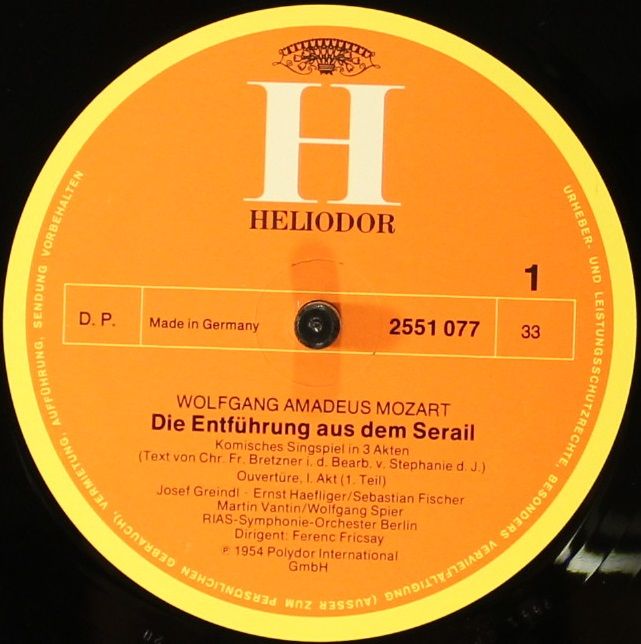 H
HELIODOR
1
D. P. Made in Germany 2551 077 33
WOLFGANG AMADEUS MOZART
Die Entführung aus dem Serail
Komisches Singspiel in 3 Akten
(Text von Chr. Fr. Bretzner i. d. Bearb. v. Stephanie d. J.)
Ouvertüre, I. Akt (1. Teil)
Josef Greindl · Ernst Haefliger/Sebastian Fischer
Martin Vantin/Wolfgang Spier
RIAS-Symphonie-Orchester Berlin
Dirigent: Ferenc Fricsay
℗ 1954 Polydor International
GmbH
URHEBER- UND LEISTUNGSSCHUTZRECHTE, BESONDERS VERVIELFÄLTIGUNG (AUSSER ZUM PERSÖNLICHEN GEBRAUCH), VERMIETUNG, AUFFÜHRUNG, SENDUNG VORBEHALTEN